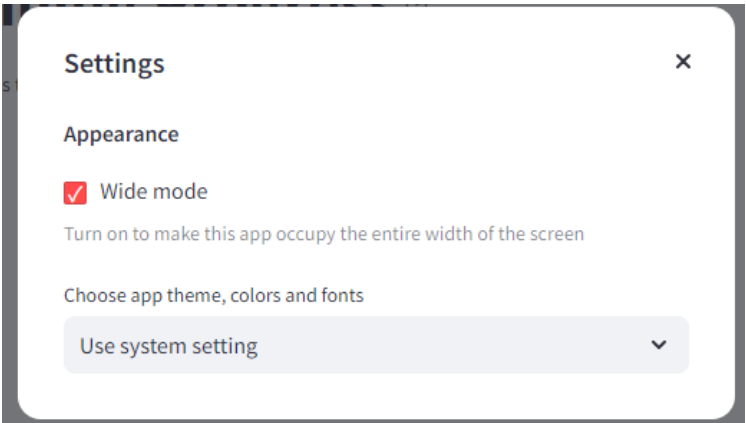 Settings
Appearance
Wide mode
Turn on to make this app occupy the entire width of the screen
Choose app theme, colors and fonts
Use system setting